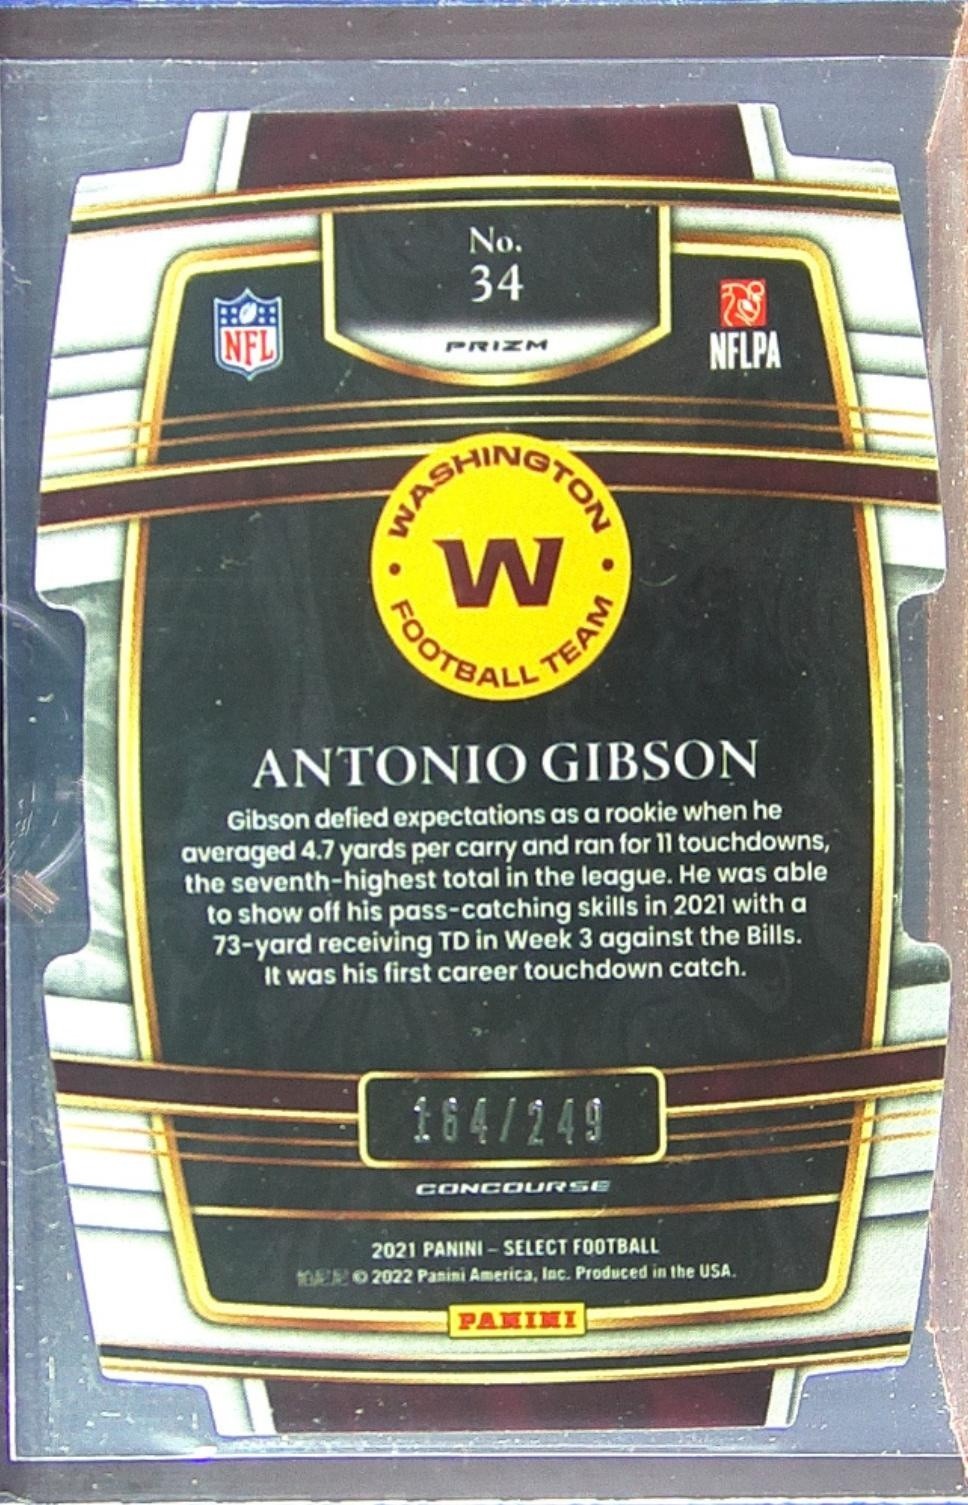 No.
34
PRIZM
NFL
NFLPA
WASHINGTON
W
FOOTBALL TEAM
ANTONIO GIBSON
Gibson defied expectations as a rookie when he
averaged 4.7 yards per carry and ran for 11 touchdowns,
the seventh-highest total in the league. He was able
to show off his pass-catching skills in 2021 with a
73-yard receiving TD in Week 3 against the Bills.
It was his first career touchdown catch.
164/249
CONCOURSE
2021 PANINI – SELECT FOOTBALL
© 2022 Panini America, Inc. Produced in the USA.
PANINI